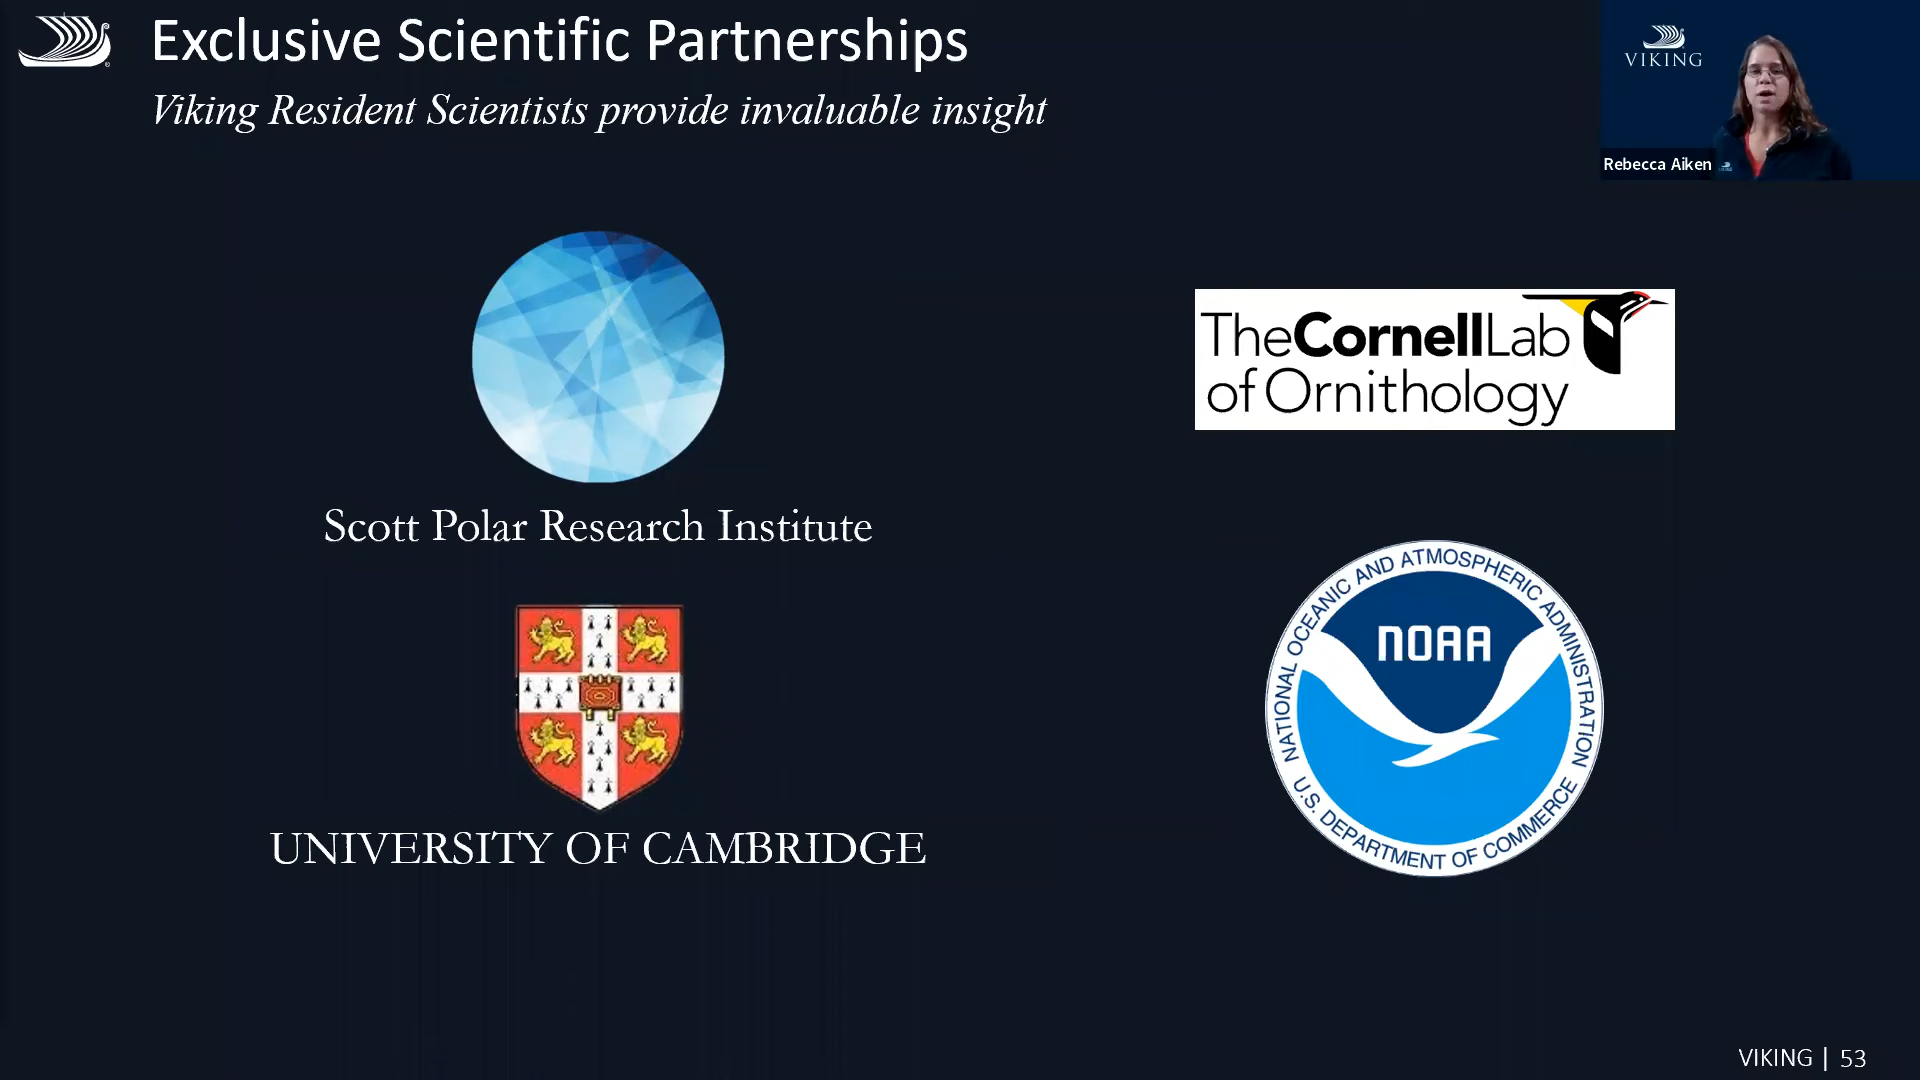 Exclusive Scientific Partnerships
Viking Resident Scientists provide invaluable insight
VIKING
Rebecca Aiken
Scott Polar Research Institute
UNIVERSITY OF CAMBRIDGE
TheCornellLab
of Ornithology
NATIONAL OCEANIC AND ATMOSPHERIC ADMINISTRATION
NOAA
U.S. DEPARTMENT OF COMMERCE
VIKING | 53